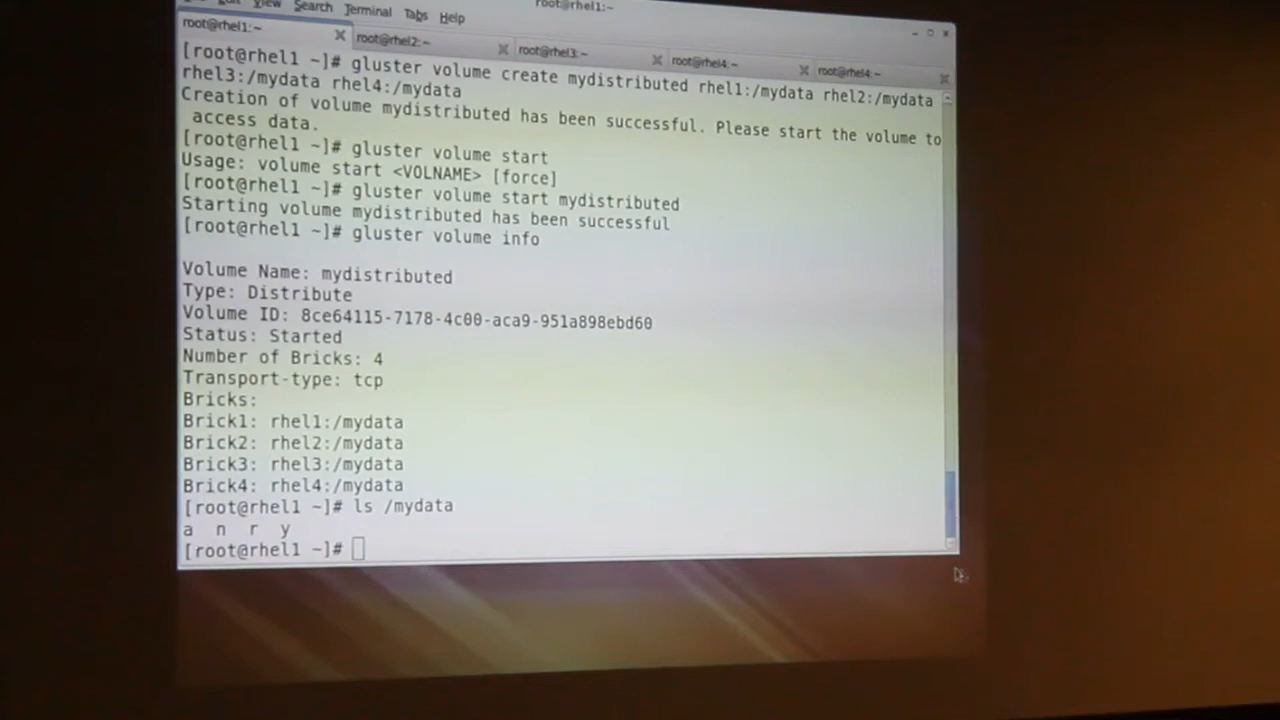 View Search Terminal Tabs Help
root@rhel1:~
root@rhel1:~ root@rhel2:~ root@rhel3:~ root@rhel4:~ root@rhel4:~
[root@rhel1 ~]# gluster volume create mydistributed rhel1:/mydata rhel2:/mydata
rhel3:/mydata rhel4:/mydata
Creation of volume mydistributed has been successful. Please start the volume to
access data.
[root@rhel1 ~]# gluster volume start
Usage: volume start <VOLNAME> [force]
[root@rhel1 ~]# gluster volume start mydistributed
Starting volume mydistributed has been successful
[root@rhel1 ~]# gluster volume info
Volume Name: mydistributed
Type: Distribute
Volume ID: 8ce64115-7178-4c00-aca9-951a898ebd60
Status: Started
Number of Bricks: 4
Transport-type: tcp
Bricks:
Brick1: rhel1:/mydata
Brick2: rhel2:/mydata
Brick3: rhel3:/mydata
Brick4: rhel4:/mydata
[root@rhel1 ~]# ls /mydata
a n r y
[root@rhel1 ~]#